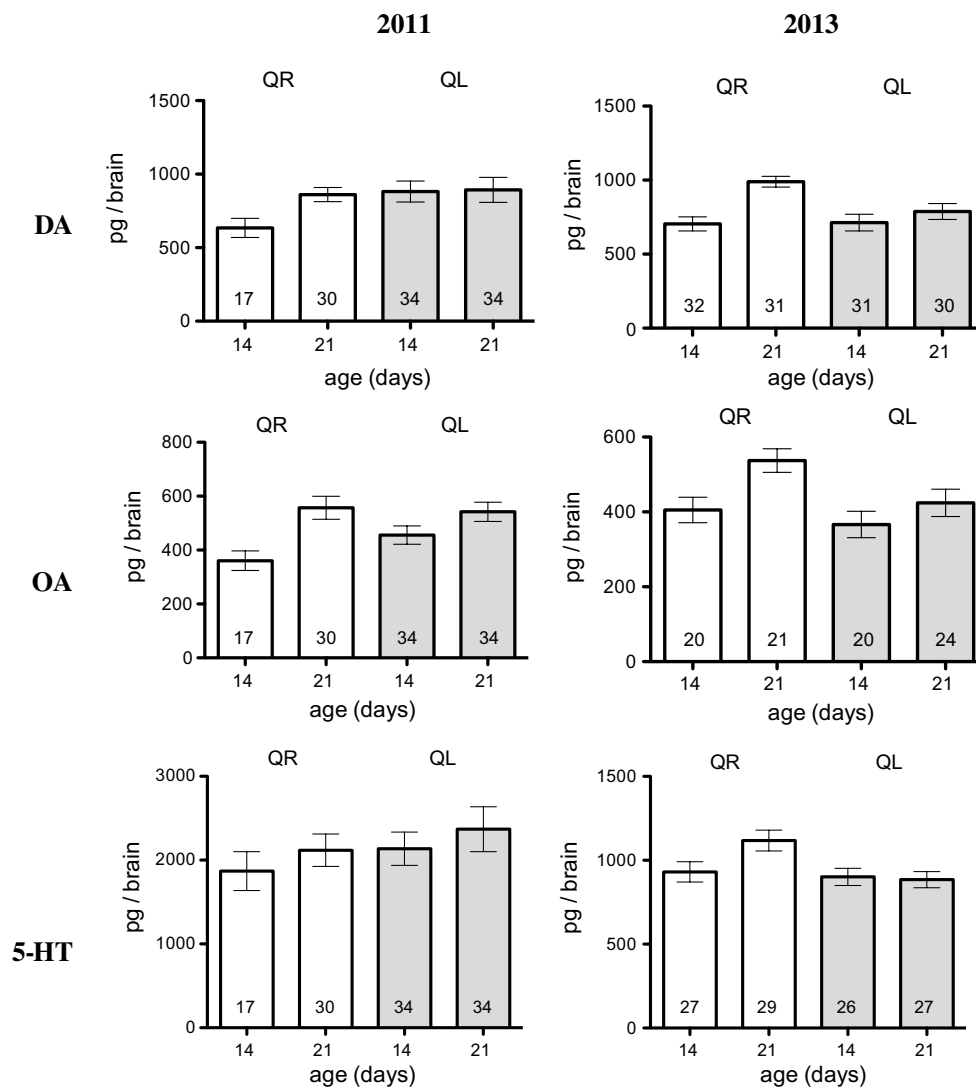 2011 2013
QR QL QR QL
1500 1500
1000 1000
DA pg / brain pg / brain
500 500
17 30 34 34 32 31 31 30
0 0
14 21 14 21 14 21 14 21
age (days) age (days)
QR QL QR QL
800 600
600 400
OA pg / brain pg / brain
400 200
200
17 30 34 34 20 21 20 24
0 0
14 21 14 21 14 21 14 21
age (days) age (days)
QR QL QR QL
3000 1500
2000 1000
pg / brain pg / brain
1000 500
5-HT
17 30 34 34 27 29 26 27
0 0
14 21 14 21 14 21 14 21
age (days) age (days)